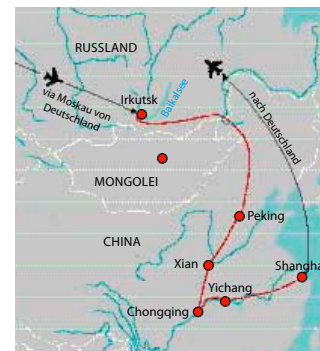 RUSSLAND
Baikalsee
Irkutsk
via Moskau von
Deutschland
nach Deutschland
MONGOLEI
Peking
CHINA
Xian
Shangha
Yichang
Chongqing